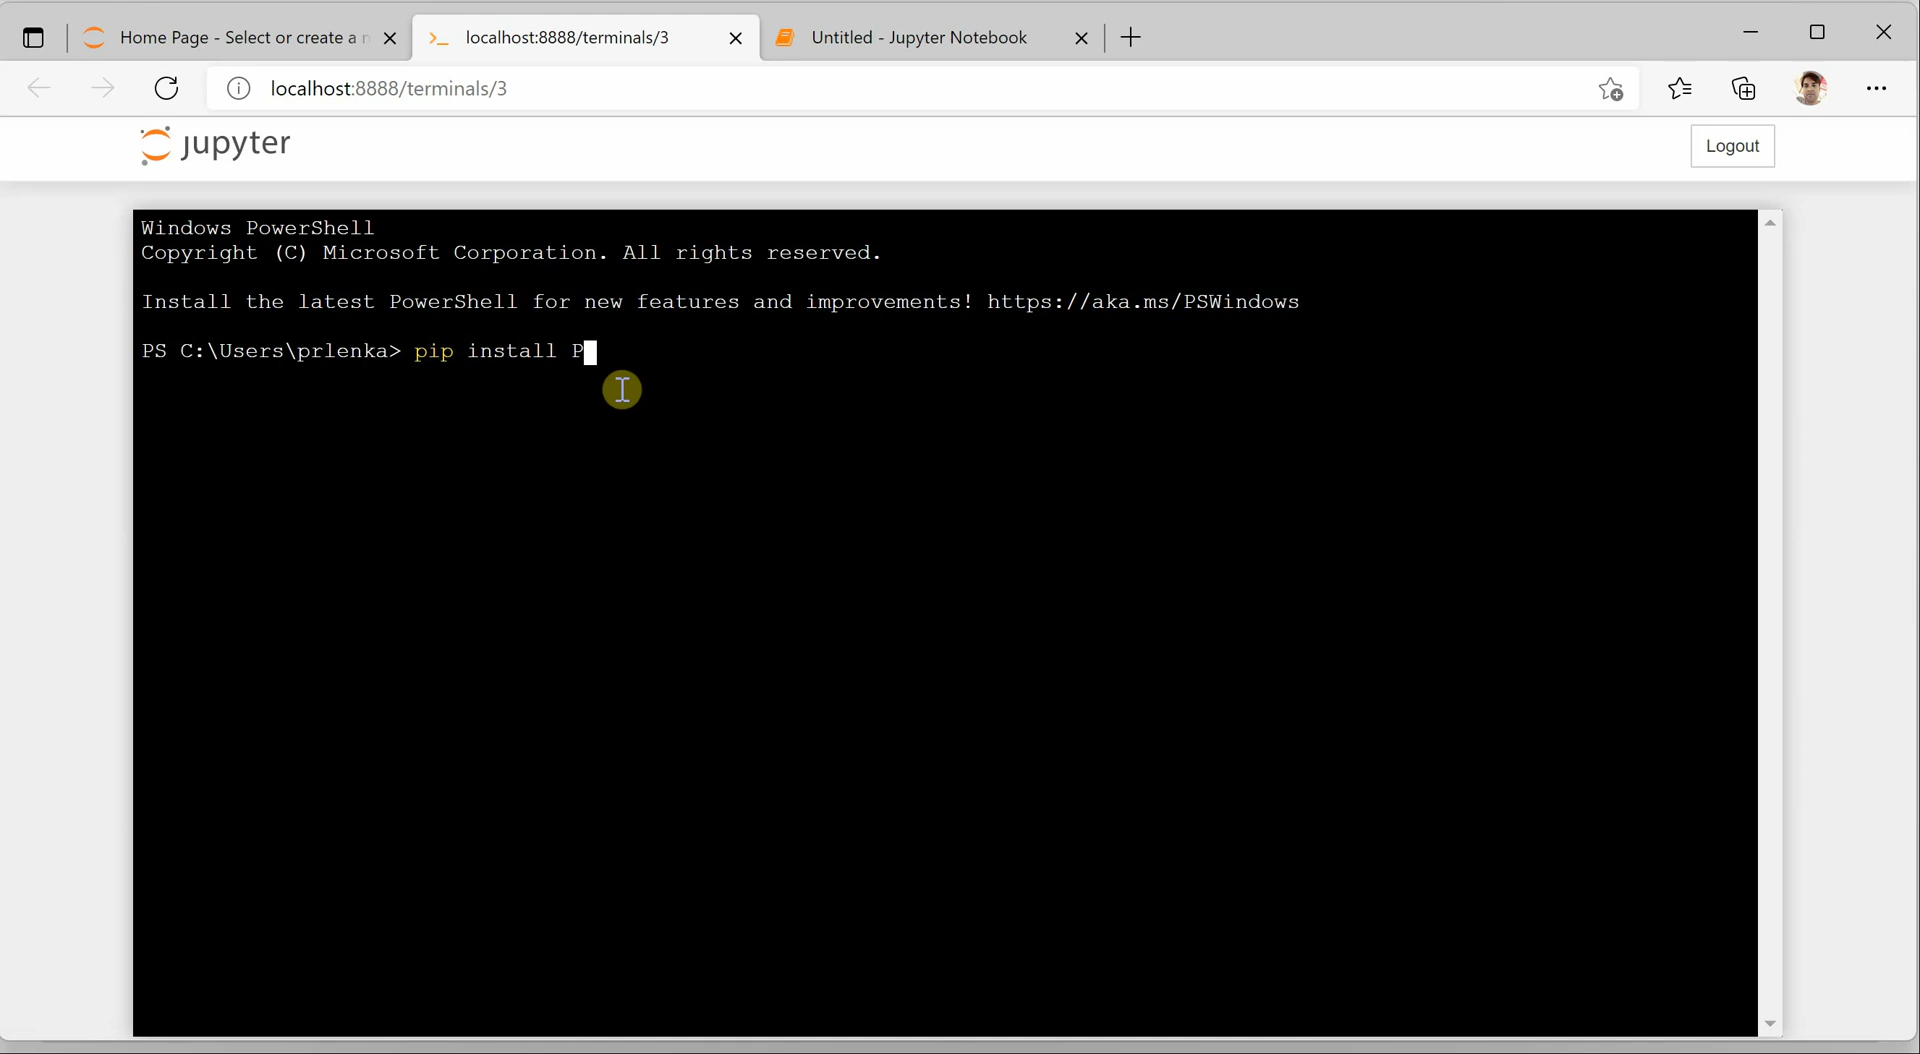 Home Page - Select or create a n
localhost:8888/terminals/3
Untitled - Jupyter Notebook
localhost:8888/terminals/3
jupyter
Logout
Windows PowerShell
Copyright (C) Microsoft Corporation. All rights reserved.
Install the latest PowerShell for new features and improvements! https://aka.ms/PSWindows
PS C:\Users\prlenka> pip install P